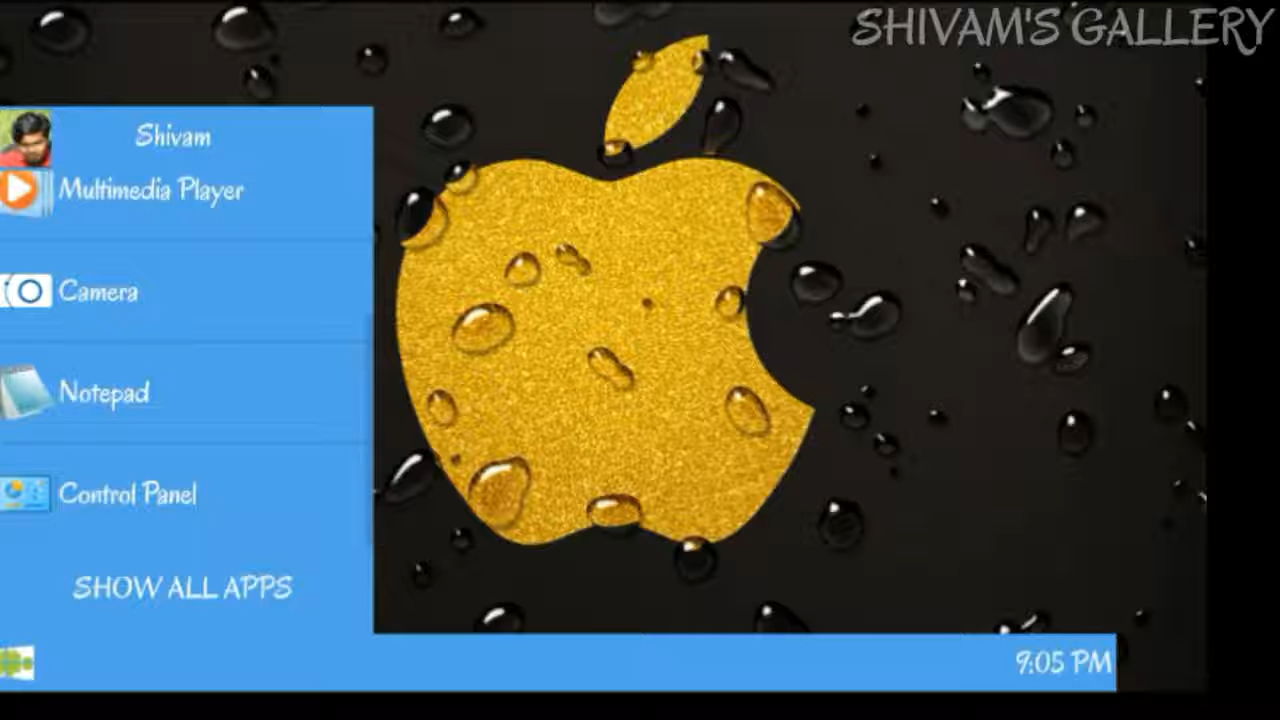 SHIVAM'S GALLERY
Shivam
Multimedia Player
Camera
Notepad
Control Panel
SHOW ALL APPS
9:05 PM